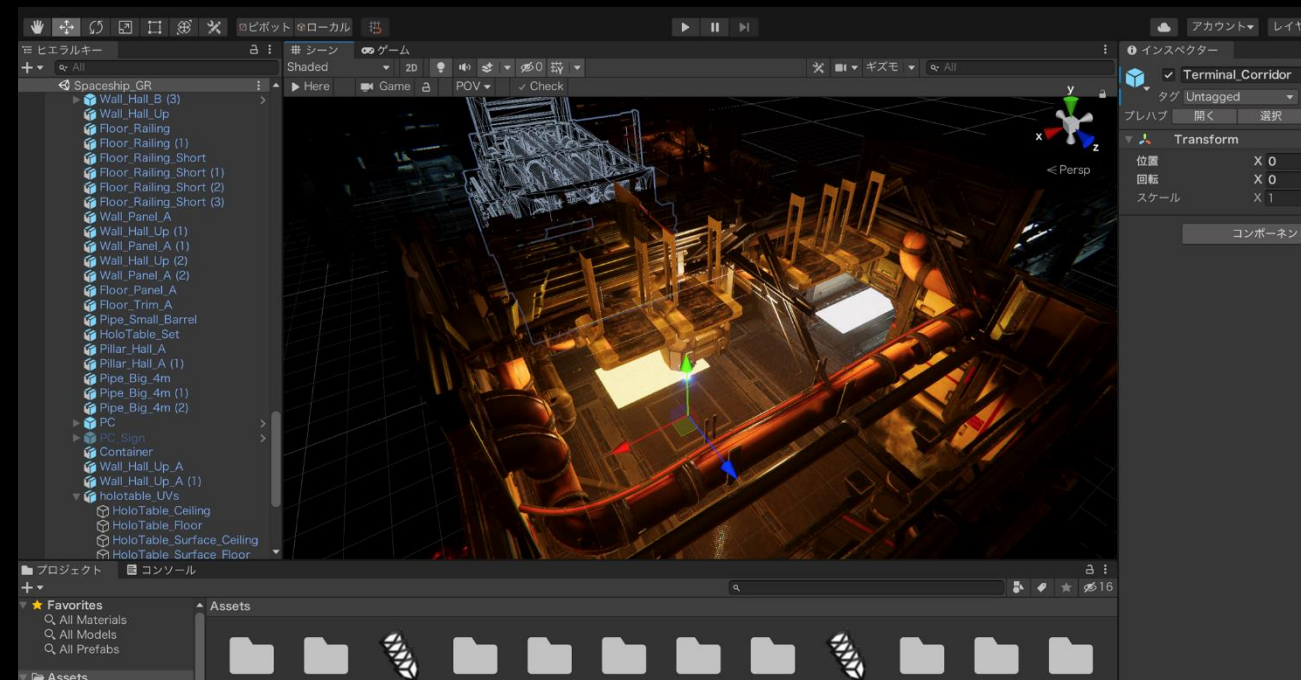 ピボット ローカル
アカウント レイヤ
ヒエラルキー
シーン ゲーム
インスペクター
All
Shaded 2D 0 ギズモ All
Spaceship_GR
Here Game POV Check
Wall_Hall_B (3)
Wall_Hall_Up
Floor_Railing
Floor_Railing (1)
Floor_Railing_Short
Floor_Railing_Short (1)
Floor_Railing_Short (2)
Floor_Railing_Short (3)
Wall_Panel_A
Wall_Hall_Up (1)
Wall_Panel_A (1)
Wall_Hall_Up (2)
Wall_Panel_A (2)
Floor_Panel_A
Floor_Trim_A
Pipe_Small_Barrel
HoloTable_Set
Pillar_Hall_A
Pillar_Hall_A (1)
Pipe_Big_4m
Pipe_Big_4m (1)
Pipe_Big_4m (2)
PC
PC_Sign
Container
Wall_Hall_Up_A
Wall_Hall_Up_A (1)
holotable_UVs
HoloTable_Ceiling
HoloTable_Floor
HoloTable_Surface_Ceiling
HoloTable_Surface_Floor
y
x
z
Persp
Terminal_Corridor
タグ Untagged
プレハブ 開く 選択
Transform
位置 X 0
回転 X 0
スケール X 1
コンポーネン
プロジェクト コンソール
16
Favorites
All Materials
All Models
All Prefabs
Assets
Assets